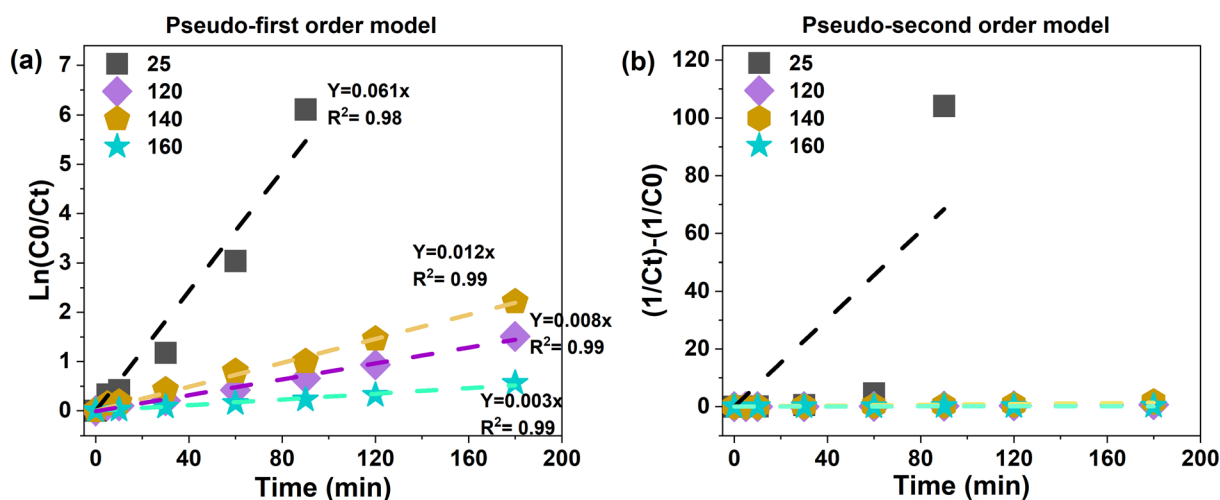 Pseudo-first order model
(a)
7
6
5
4
3
2
1
0
Ln(C0/Ct)
25
120
140
160
Y=0.061x
R²= 0.98
Y=0.012x
R²= 0.99
Y=0.008x
R²= 0.99
Y=0.003x
R²= 0.99
0 40 80 120 160 200
Time (min)
Pseudo-second order model
(b)
120
100
80
60
40
20
0
(1/Ct)-(1/C0)
25
120
140
160
0 40 80 120 160 200
Time (min)